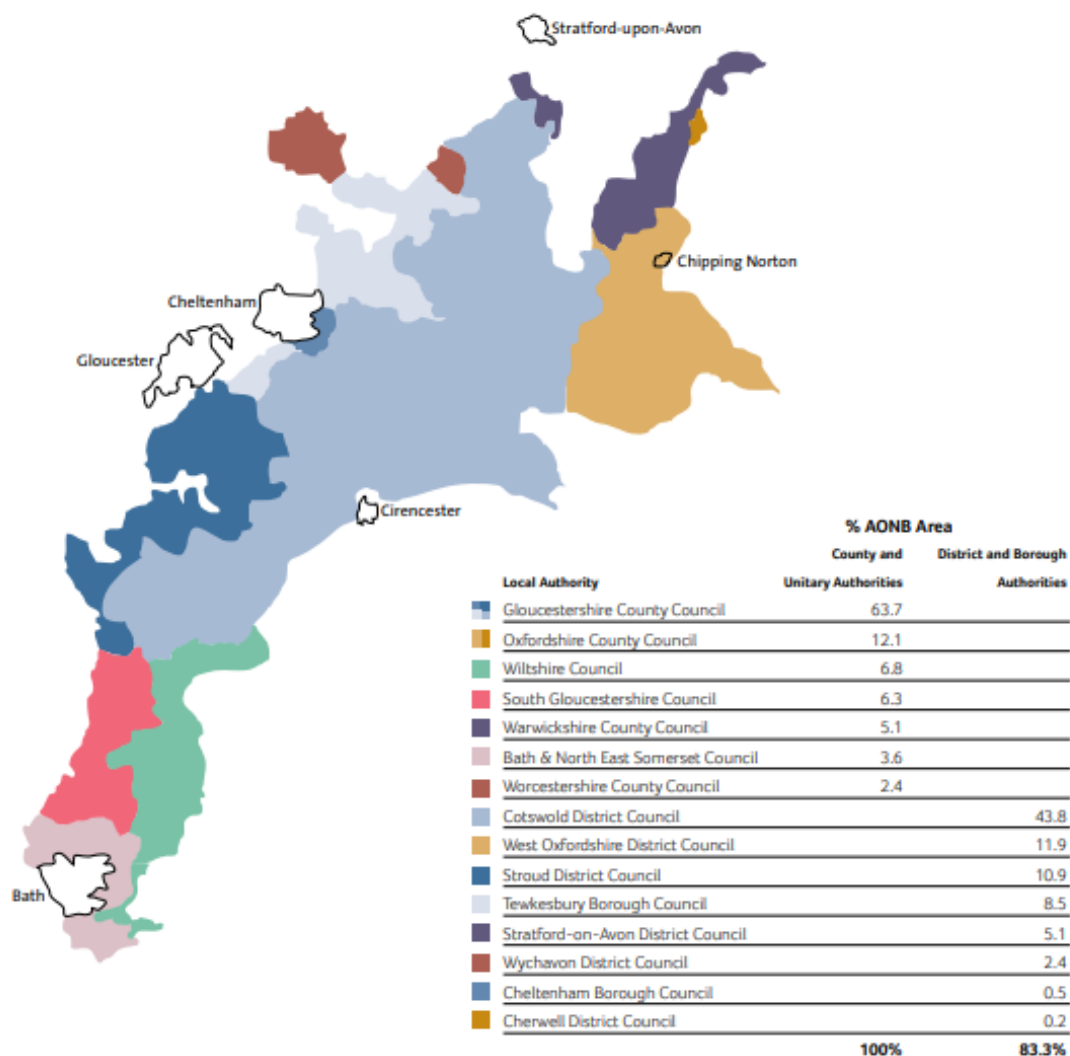 Stratford-upon-Avon
Chipping Norton
Cheltenham
Gloucester
Cirencester
Bath
% AONB Area
County and District and Borough
Local Authority Unitary Authorities Authorities
Gloucestershire County Council 63.7
Oxfordshire County Council 12.1
Wiltshire Council 6.8
South Gloucestershire Council 6.3
Warwickshire County Council 5.1
Bath & North East Somerset Council 3.6
Worcestershire County Council 2.4
Cotswold District Council 43.8
West Oxfordshire District Council 11.9
Stroud District Council 10.9
Tewkesbury Borough Council 8.5
Stratford-on-Avon District Council 5.1
Wychavon District Council 2.4
Cheltenham Borough Council 0.5
Cherwell District Council 0.2
100% 83.3%